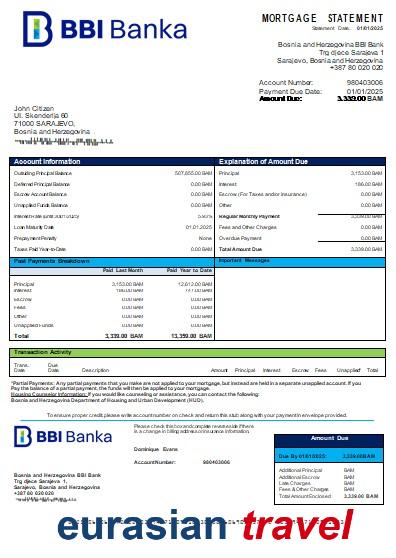 BBI Banka
MORTGAGE STATEMENT
Statement Date: 01/01/2025
Bosnia and Herzegovina BBI Bank
Trg djece Sarajeva 1
Sarajevo, Bosnia and Herzegovina
+387 80 020 020
Account Number: 980403006
Payment Due Date: 01/01/2025
Amount Due: 3,339.00 BAM
John Citizen
Ul. Skenderija 60
71000 SARAJEVO,
Bosnia and Herzegovina
Account Information
Outstanding Principal Balance 507,855.00 BAM
Deferred Principal Balance 0.00 BAM
Escrow Account Balance 0.00 BAM
Unapplied Funds Balance 0.00 BAM
Interest Rate
Loan Maturity Date 01.01.2025
Prepayment Penalty None
Taxes Paid Year-to-Date 0.00 BAM
Explanation of Amount Due
Principal 3,153.00 BAM
Interest 186.00 BAM
Escrow (For Taxes and/or Insurance) 0.00 BAM
Other 0.00 BAM
Regular Monthly Payment 3,339.00 BAM
Fees and Other Charges 0.00 BAM
Overdue Payment 0.00 BAM
Total Amount Due 3,339.00 BAM
Past Payments Breakdown
Paid Last Month Paid Year to Date
Principal 3,153.00 BAM 12,612.00 BAM
Interest 186.00 BAM 747.00 BAM
Escrow 0.00 BAM 0.00 BAM
Fees 0.00 BAM 0.00 BAM
Other 0.00 BAM 0.00 BAM
Unapplied Funds 0.00 BAM 0.00 BAM
Total 3,339.00 BAM 13,359.00 BAM
Important Messages
Transaction Activity
Trans. Date Due Date Description Amount Principal Interest Escrow Fees Unapplied* Total
*Partial Payments: Any partial payments that you make are not applied to your mortgage, but instead are held in a separate unapplied account. If you
Pay the balance of a partial payment, the funds will then be applied to your mortgage.
Housing Counselor Information: If you would like counseling or assistance, you can contact the following:
Bosnia and Herzegovina Department of Housing and Urban Development (HUD).
To ensure proper credit please write account number on check and return this stub along with your payment in envelope provided.
BBI Banka
Please check this box and complete reverse side if there
is a change in billing address or insurance information.
Dominique Evans
Account Number: 980403006
Bosnia and Herzegovina BBI Bank
Trg djece Sarajeva 1,
Sarajevo, Bosnia and Herzegovina
+387 80 020 020
Amount Due
Due By 01/01/2025: 3,339.00 BAM
Additional Principal BAM
Additional Escrow BAM
Late Charges BAM
Fees & Other Charges BAM
Total Amount Enclosed 3,339.00 BAM
eurasian travel